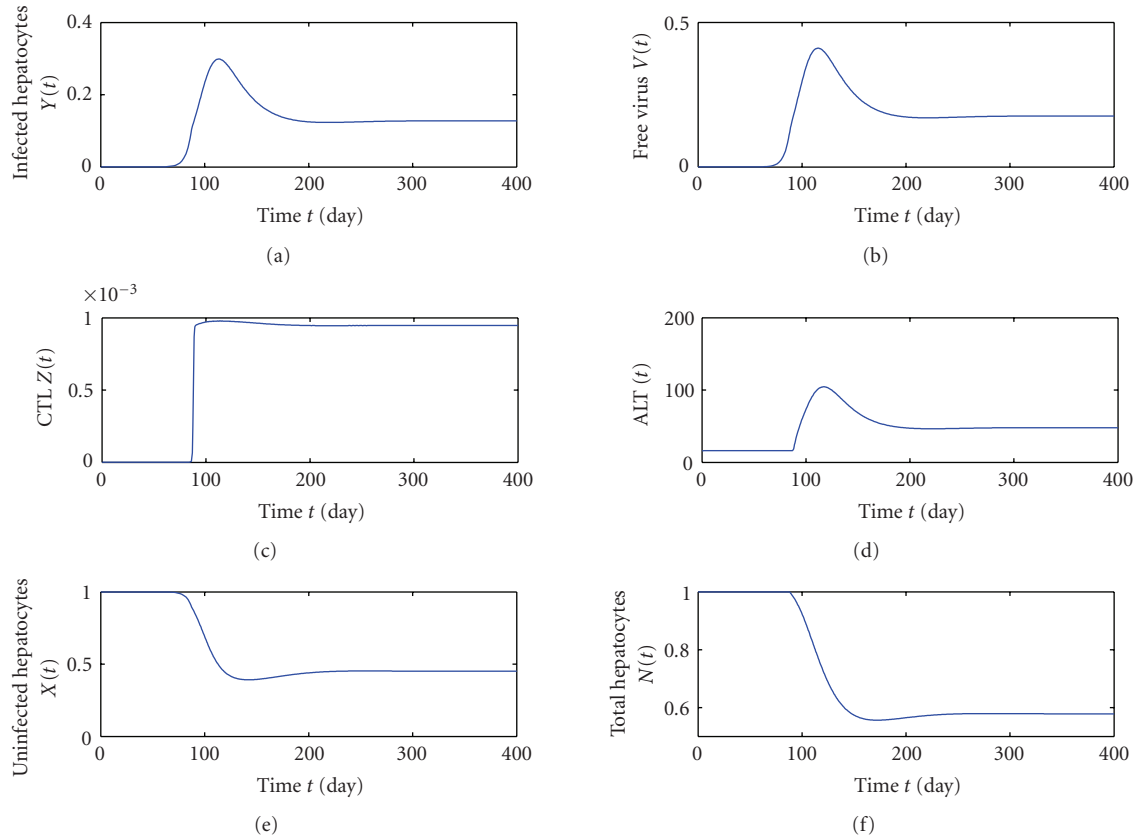 Infected hepatocytes
Y(t)
0.4
0.2
0
0 100 200 300 400
Time t (day)
(a)
Free virus V(t)
0.5
0
0 100 200 300 400
Time t (day)
(b)
×10−3
CTL Z(t)
1
0.5
0
0 100 200 300 400
Time t (day)
(c)
ALT (t)
200
100
0
0 100 200 300 400
Time t (day)
(d)
Uninfected hepatocytes
X(t)
1
0.5
0
0 100 200 300 400
Time t (day)
(e)
Total hepatocytes
N(t)
1
0.8
0.6
0 100 200 300 400
Time t (day)
(f)